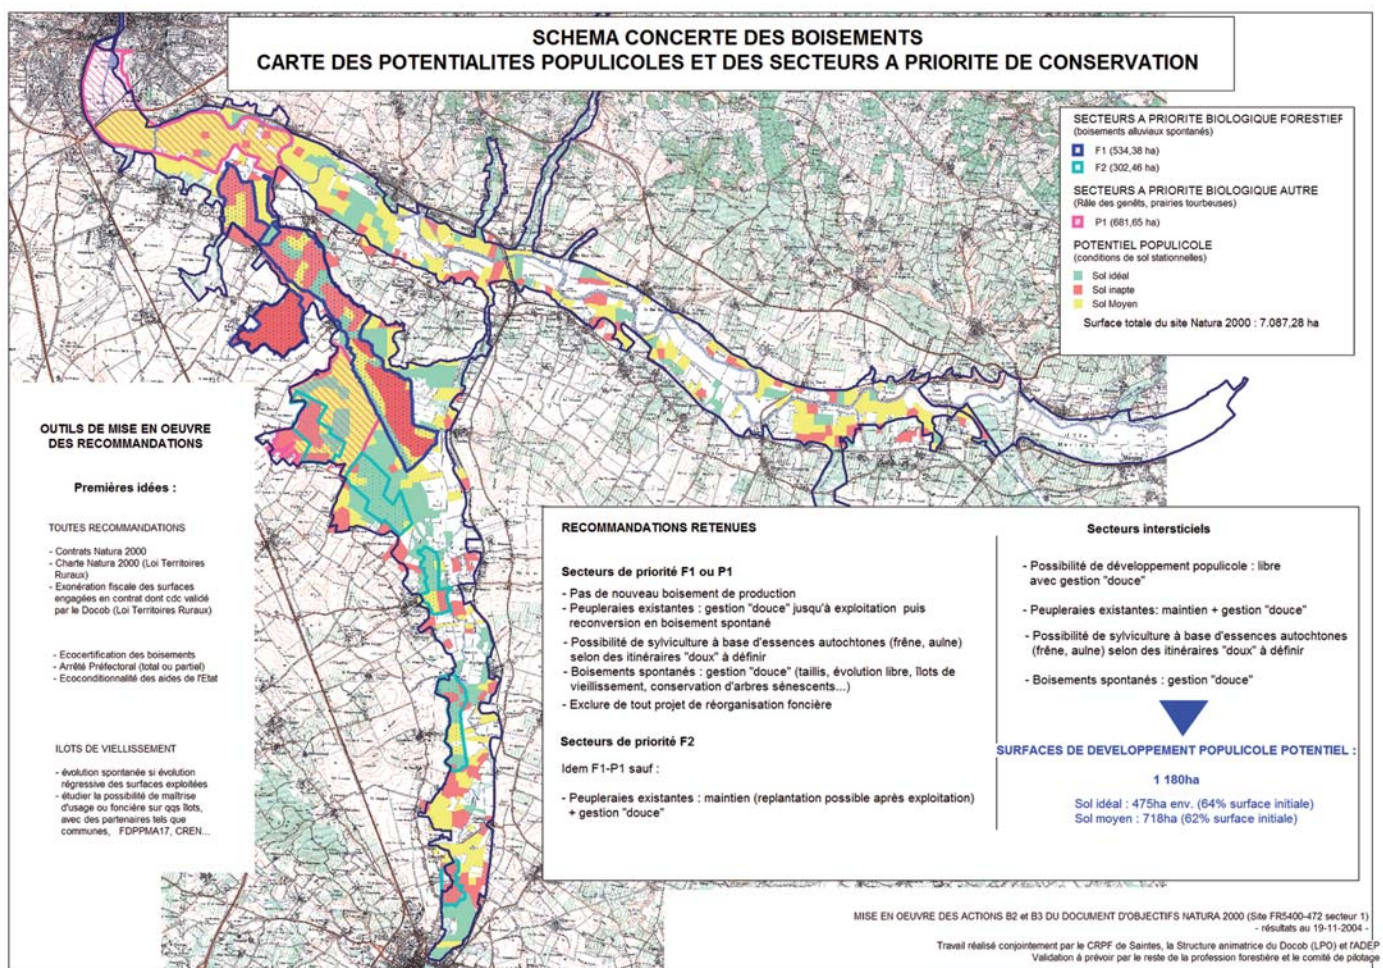 SCHEMA CONCERTE DES BOISEMENTS
CARTE DES POTENTIALITES POPULICOLES ET DES SECTEURS A PRIORITE DE CONSERVATION
SECTEURS A PRIORITE BIOLOGIQUE FORESTIER
(boisements alluviaux spontanés)
F1 (534,38 ha)
F2 (302,46 ha)
SECTEURS A PRIORITE BIOLOGIQUE AUTRE
(Râle des genêts, prairies tourbeuses)
P1 (681,65 ha)
POTENTIEL POPULICOLE
(conditions de sol stationnelles)
Sol idéal
Sol inapte
Sol Moyen
Surface totale du site Natura 2000 : 7.087,28 ha
OUTILS DE MISE EN OEUVRE
DES RECOMMANDATIONS
Premières idées :
TOUTES RECOMMANDATIONS
- Contrats Natura 2000
- Charte Natura 2000 (Loi Territoires
Ruraux)
- Exonération fiscale des surfaces
engagées en contrat dont cdc validé
par le Docob (Loi Territoires Ruraux)
- Ecocertification des boisements
- Arrêté Préfectoral (total ou partiel)
- Ecoconditionnalité des aides de l'Etat
ILOTS DE VIELLISSEMENT
- évolution spontanée si évolution
régressive des surfaces exploitées
- étudier la possibilité de maîtrise
d'usage ou foncière sur qqs îlots,
avec des partenaires tels que
communes, FDPPMA17, CREN...
RECOMMANDATIONS RETENUES
Secteurs de priorité F1 ou P1
- Pas de nouveau boisement de production
- Peupleraies existantes : gestion "douce" jusqu'à exploitation puis
reconversion en boisement spontané
- Possibilité de sylviculture à base d'essences autochtones (frêne, aulne)
selon des itinéraires "doux" à définir
- Boisements spontanés : gestion "douce" (taillis, évolution libre, îlots de
vieillissement, conservation d'arbres sénescents...)
- Exclure de tout projet de réorganisation foncière
Secteurs de priorité F2
Idem F1-P1 sauf :
- Peupleraies existantes : maintien (replantation possible après exploitation)
+ gestion "douce"
Secteurs intersticiels
- Possibilité de développement populicole : libre
avec gestion "douce"
- Peupleraies existantes: maintien + gestion "douce"
- Possibilité de sylviculture à base d'essences autochtones
(frêne, aulne) selon des itinéraires "doux" à définir
- Boisements spontanés : gestion "douce"
SURFACES DE DEVELOPPEMENT POPULICOLE POTENTIEL :
1 180ha
Sol idéal : 475ha env. (64% surface initiale)
Sol moyen : 718ha (62% surface initiale)
MISE EN OEUVRE DES ACTIONS B2 et B3 DU DOCUMENT D'OBJECTIFS NATURA 2000 (Site FR5400-472 secteur 1)
- résultats au 19-11-2004 -
Travail réalisé conjointement par le CRPF de Saintes, la Structure animatrice du Docob (LPO) et l'ADEP
Validation à prévoir par le reste de la profession forestière et le comité de pilotage